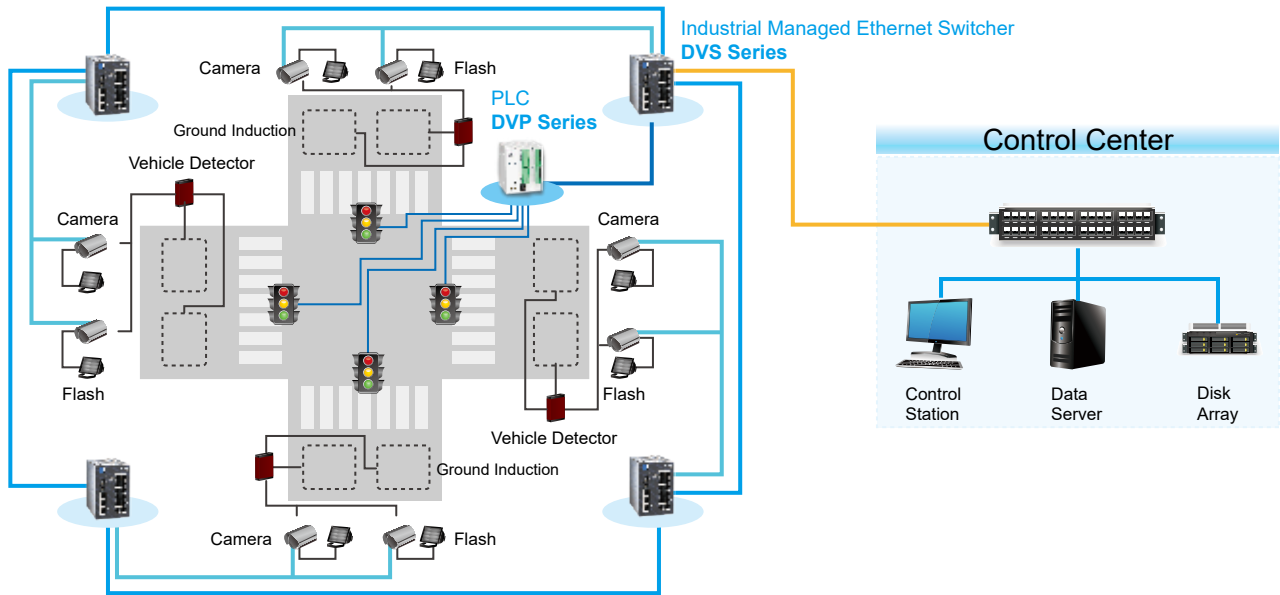 Industrial Managed Ethernet Switcher
DVS Series
Camera
Flash
PLC
DVP Series
Ground Induction
Control Center
Vehicle Detector
Camera
Camera
Flash
Flash
Control
Station
Data
Server
Disk
Array
Vehicle Detector
Ground Induction
Camera
Flash